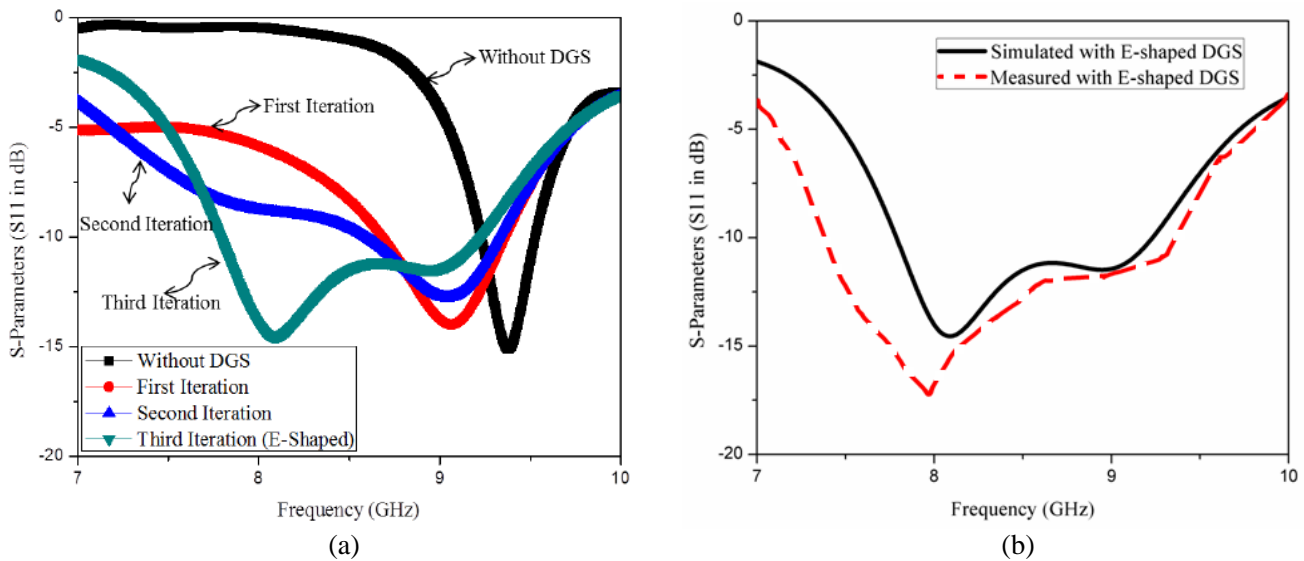 0
-5
-10
-15
-20
S-Parameters (S11 in dB)
Without DGS
First Iteration
Second Iteration
Third Iteration
Without DGS
First Iteration
Second Iteration
Third Iteration (E-Shaped)
7
8
9
10
Frequency (GHz)
(a)
0
-5
-10
-15
-20
S-Parameters (S11 in dB)
Simulated with E-shaped DGS
Measured with E-shaped DGS
7
8
9
10
Frequency (GHz)
(b)